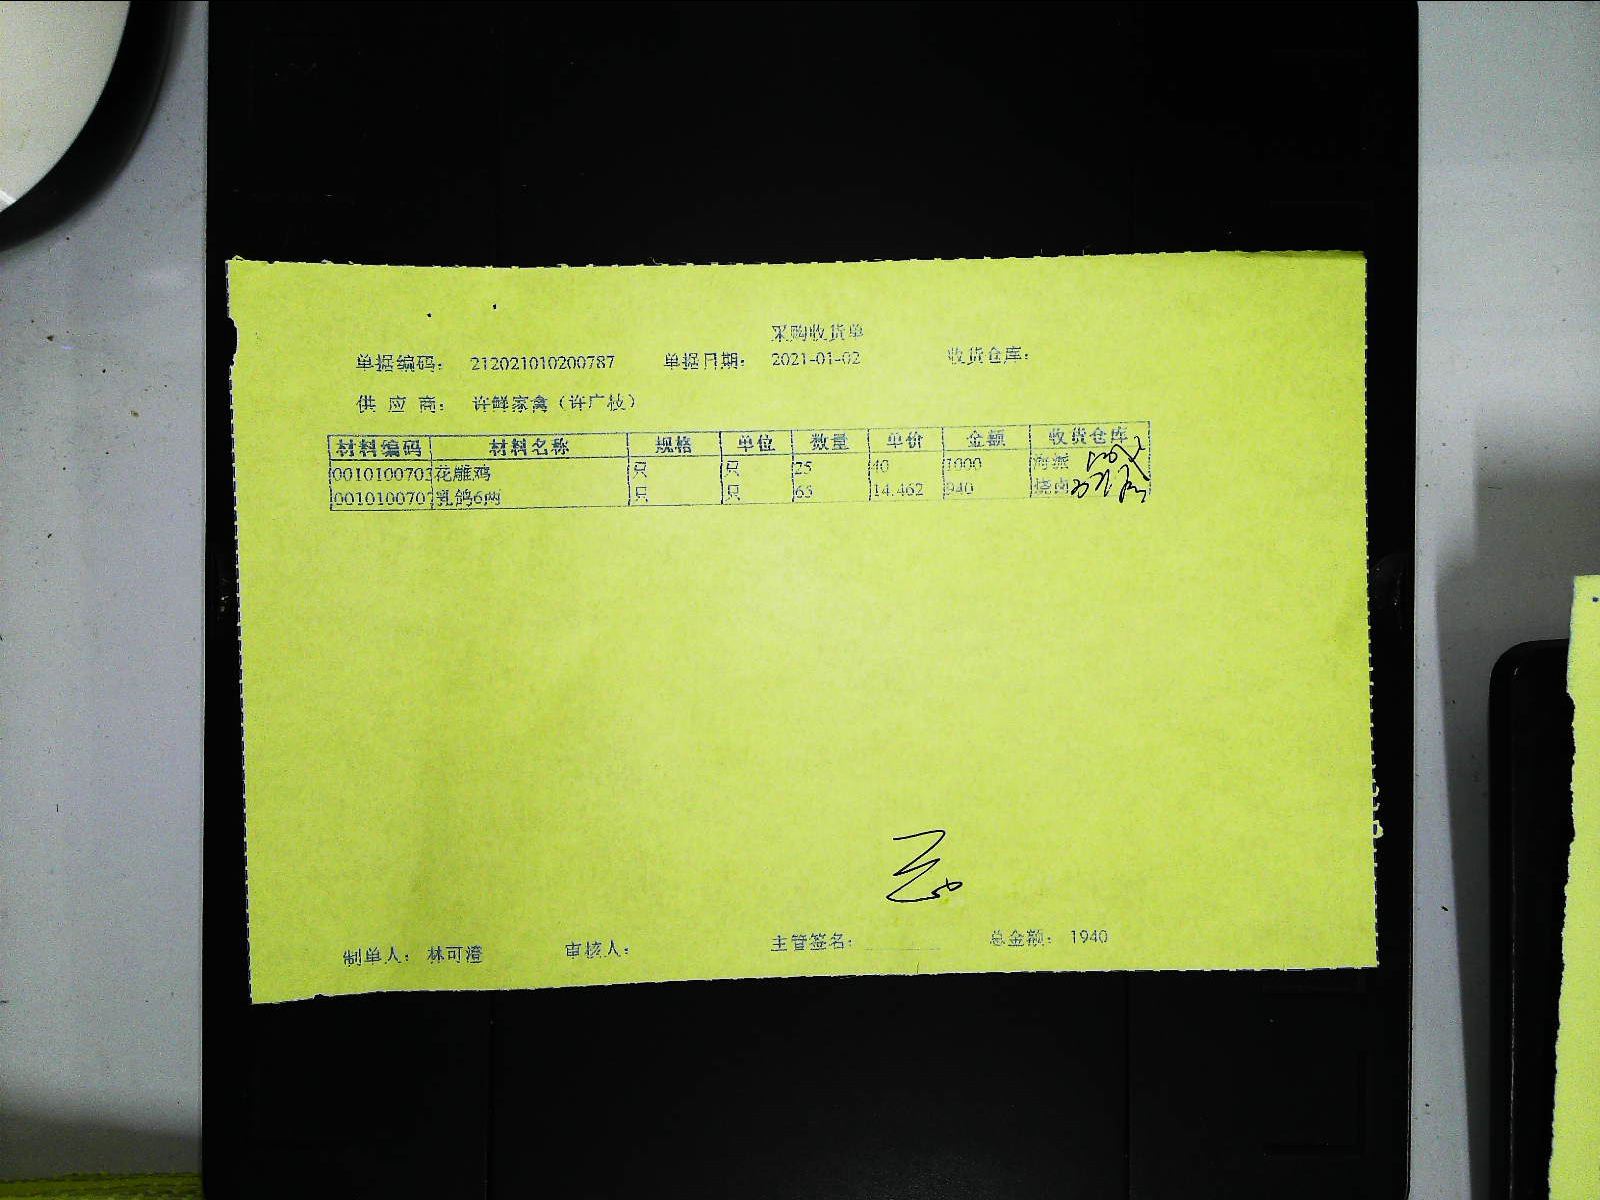 采购收货单
单据编码： 212021010200787 单据日期： 2021-01-02 收货仓库：
供 应 商： 许鲜家禽（许广枝）
材料编码 材料名称 规格 单位 数量 单价 金额 收货仓库
0010100703 花雕鸡 只 只 25 40 1000 海派
001010070 乳鸽6两 只 只 65 14.462 940 烧卤
制单人： 林可澄 审核人： 主管签名： 总金额： 1940